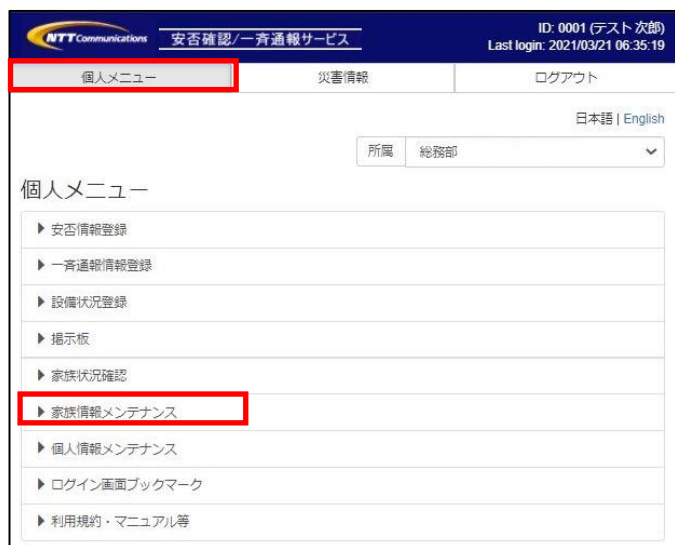 NTT Communications 安否確認/一斉通報サービス ID: 0001 (テスト 次郎)
Last login: 2021/03/21 06:35:19
個人メニュー 災害情報 ログアウト
日本語 | English
所属 総務部
個人メニュー
安否情報登録
一斉通報情報登録
設備状況登録
掲示板
家族状況確認
家族情報メンテナンス
個人情報メンテナンス
ログイン画面ブックマーク
利用規約・マニュアル等